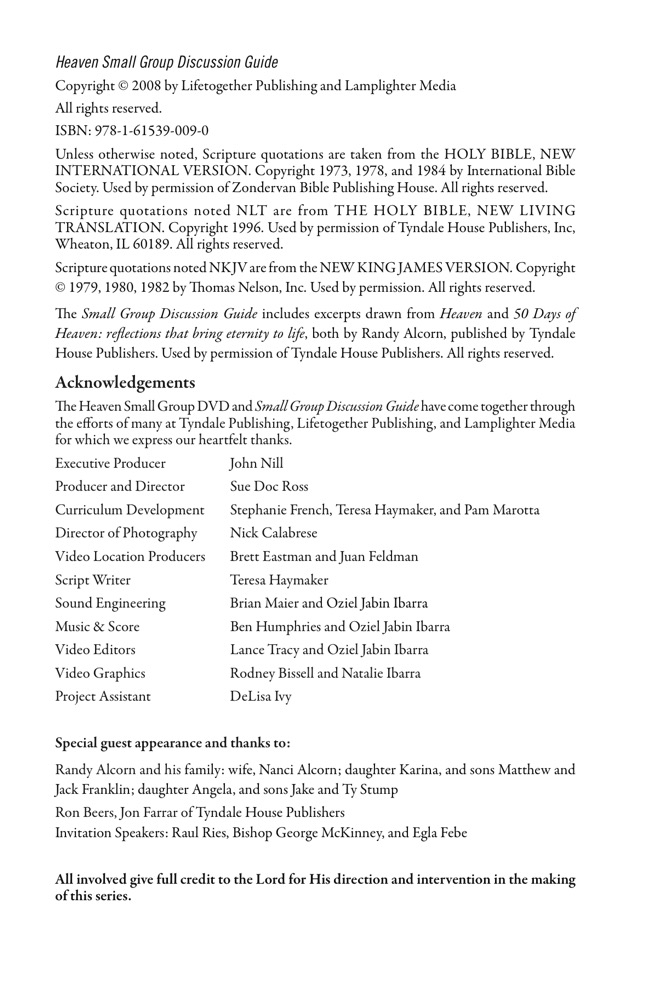 Heaven Small Group Discussion Guide
Copyright © 2008 by Lifetogether Publishing and Lamplighter Media
All rights reserved.
ISBN: 978-1-61539-009-0
Unless otherwise noted, Scripture quotations are taken from the HOLY BIBLE, NEW
INTERNATIONAL VERSION. Copyright 1973, 1978, and 1984 by International Bible
Society. Used by permission of Zondervan Bible Publishing House. All rights reserved.
Scripture quotations noted NLT are from THE HOLY BIBLE, NEW LIVING
TRANSLATION. Copyright 1996. Used by permission of Tyndale House Publishers, Inc,
Wheaton, IL 60189. All rights reserved.
Scripture quotations noted NKJV are from the NEW KING JAMES VERSION. Copyright
© 1979, 1980, 1982 by Thomas Nelson, Inc. Used by permission. All rights reserved.
The Small Group Discussion Guide includes excerpts drawn from Heaven and 50 Days of
Heaven: reflections that bring eternity to life, both by Randy Alcorn, published by Tyndale
House Publishers. Used by permission of Tyndale House Publishers. All rights reserved.
Acknowledgements
The Heaven Small Group DVD and Small Group Discussion Guide have come together through
the efforts of many at Tyndale Publishing, Lifetogether Publishing, and Lamplighter Media
for which we express our heartfelt thanks.
Executive Producer John Nill
Producer and Director Sue Doc Ross
Curriculum Development Stephanie French, Teresa Haymaker, and Pam Marotta
Director of Photography Nick Calabrese
Video Location Producers Brett Eastman and Juan Feldman
Script Writer Teresa Haymaker
Sound Engineering Brian Maier and Oziel Jabin Ibarra
Music & Score Ben Humphries and Oziel Jabin Ibarra
Video Editors Lance Tracy and Oziel Jabin Ibarra
Video Graphics Rodney Bissell and Natalie Ibarra
Project Assistant DeLisa Ivy
Special guest appearance and thanks to:
Randy Alcorn and his family: wife, Nanci Alcorn; daughter Karina, and sons Matthew and
Jack Franklin; daughter Angela, and sons Jake and Ty Stump
Ron Beers, Jon Farrar of Tyndale House Publishers
Invitation Speakers: Raul Ries, Bishop George McKinney, and Egla Febe
All involved give full credit to the Lord for His direction and intervention in the making
of this series.